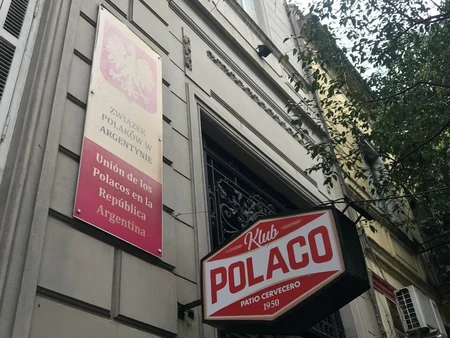 ZWIĄZEK
POLAKÓW W
ARGENTYNIE
Unión de los
Polacos en la
República
Argentina
Klub
POLACO
PATIO CERVECERO
1950